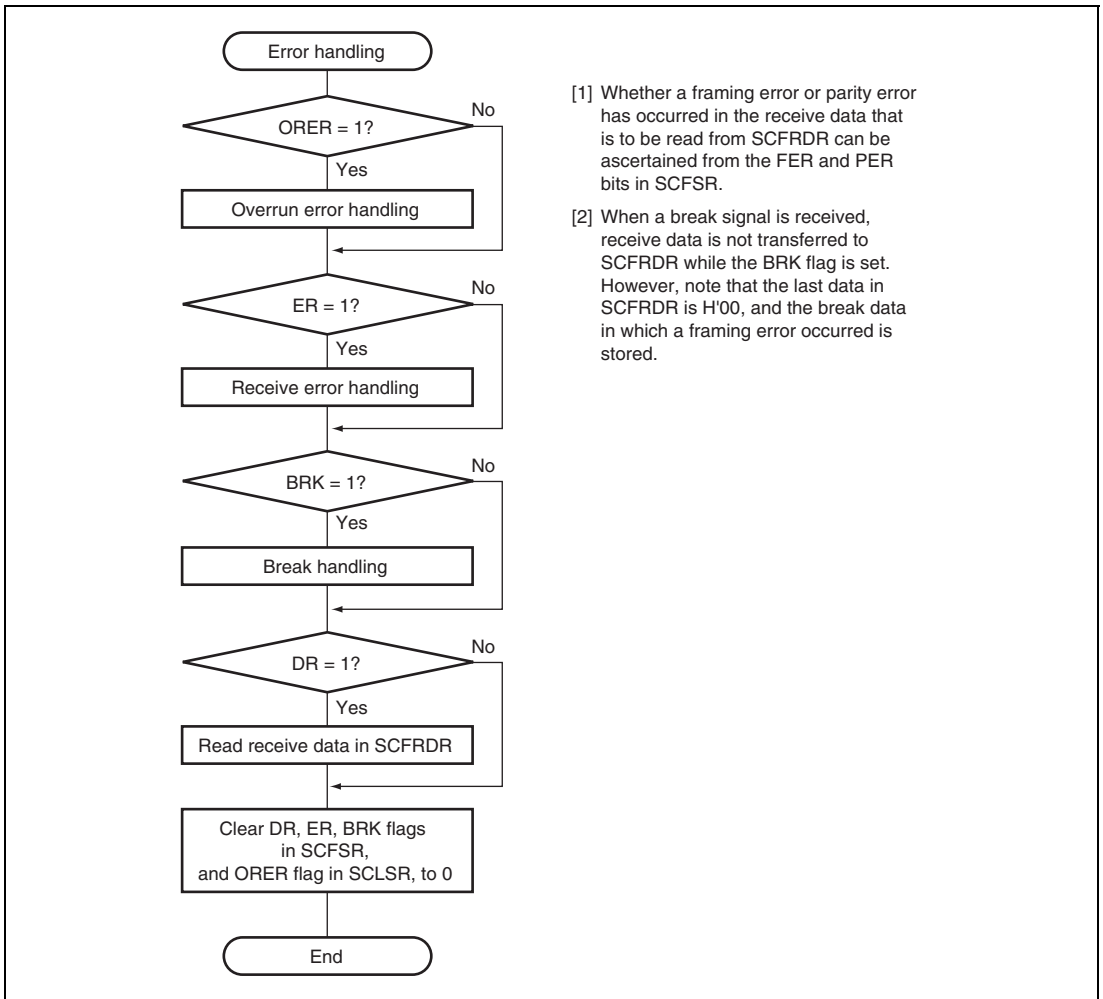 Error handling
ORER = 1?
No
Yes
Overrun error handling
ER = 1?
No
Yes
Receive error handling
BRK = 1?
No
Yes
Break handling
DR = 1?
No
Yes
Read receive data in SCFRDR
Clear DR, ER, BRK flags
in SCFSR,
and ORER flag in SCLSR, to 0
End
[1] Whether a framing error or parity error
has occurred in the receive data that
is to be read from SCFRDR can be
ascertained from the FER and PER
bits in SCFSR.
[2] When a break signal is received,
receive data is not transferred to
SCFRDR while the BRK flag is set.
However, note that the last data in
SCFRDR is H'00, and the break data
in which a framing error occurred is
stored.